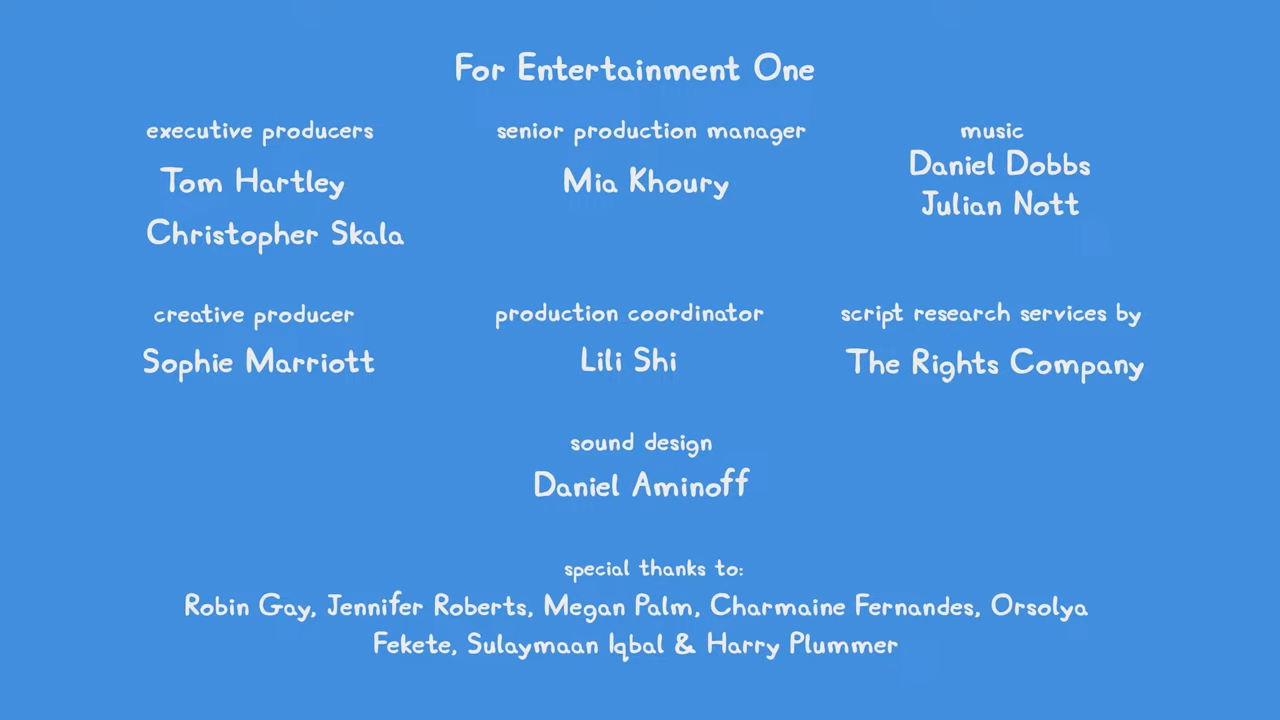 For Entertainment One
executive producers
Tom Hartley
Christopher Skala
senior production manager
Mia Khoury
music
Daniel Dobbs
Julian Nott
creative producer
Sophie Marriott
production coordinator
Lili Shi
script research services by
The Rights Company
sound design
Daniel Aminoff
special thanks to:
Robin Gay, Jennifer Roberts, Megan Palm, Charmaine Fernandes, Orsolya
Fekete, Sulaymaan Iqbal & Harry Plummer